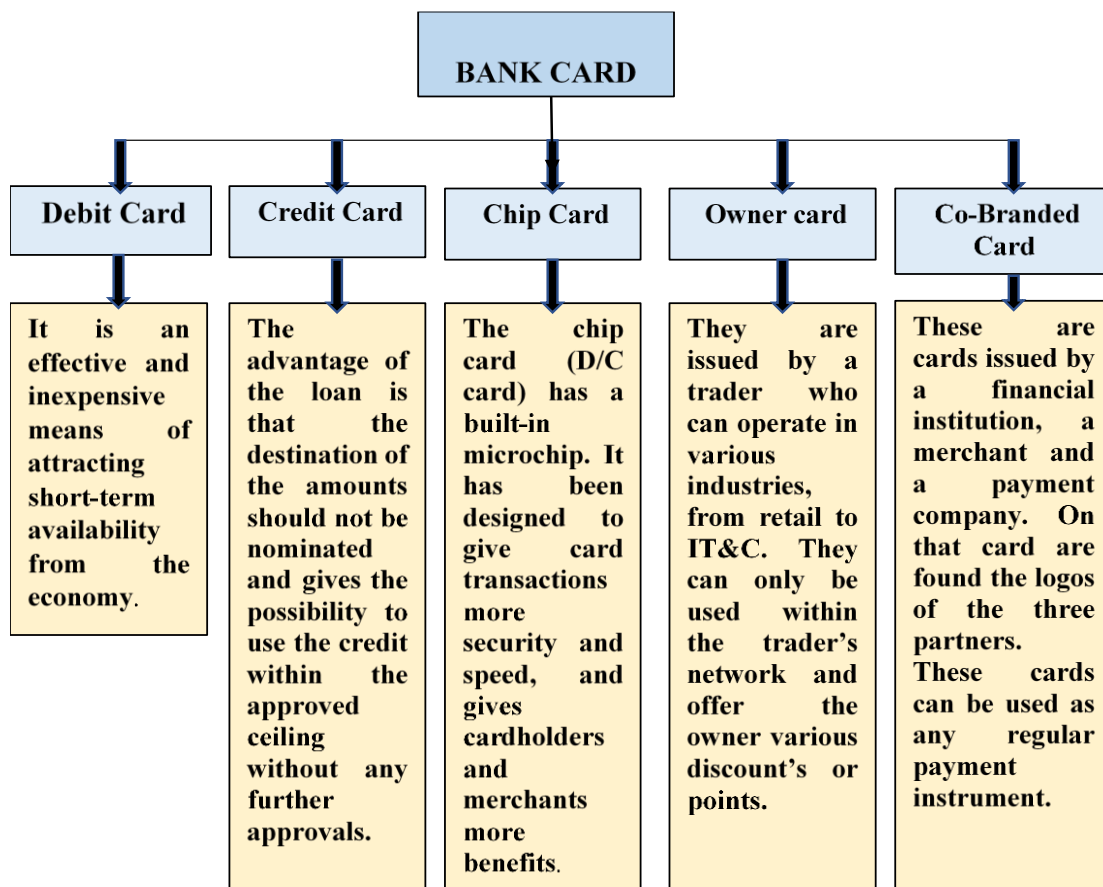 BANK CARD
Debit Card
Credit Card
Chip Card
Owner card
Co-Branded
Card
It is an
effective and
inexpensive
means of
attracting
short-term
availability
from the
economy.
The
advantage of
the loan is
that the
destination of
the amounts
should not be
nominated
and gives the
possibility to
use the credit
within the
approved
ceiling
without any
further
approvals.
The chip
card (D/C
card) has a
built-in
microchip. It
has been
designed to
give card
transactions
more
security and
speed, and
gives
cardholders
and
merchants
more
benefits.
They are
issued by a
trader who
can operate in
various
industries,
from retail to
IT&C. They
can only be
used within
the trader’s
network and
offer the
owner various
discount’s or
points.
These are
cards issued by
a financial
institution, a
merchant and
a payment
company. On
that card are
found the logos
of the three
partners.
These cards
can be used as
any regular
payment
instrument.